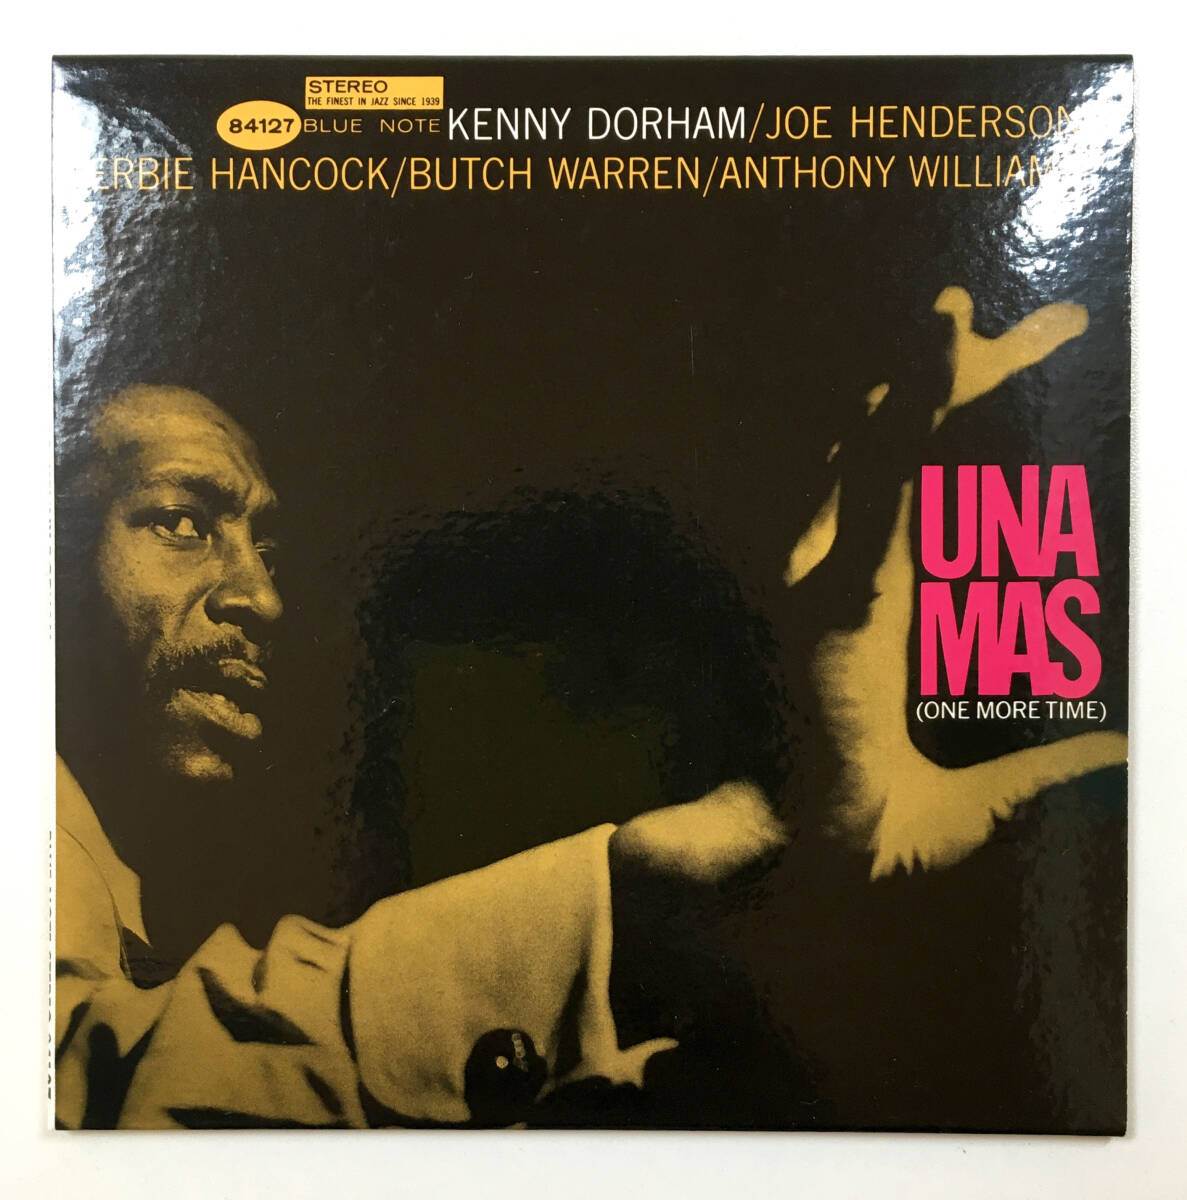 STEREO
THE FINEST IN JAZZ SINCE 1939
84127 BLUE NOTE KENNY DORHAM/JOE HENDERSON
ERBIE HANCOCK/BUTCH WARREN/ANTHONY WILLIAM
UNA
MAS
(ONE MORE TIME)